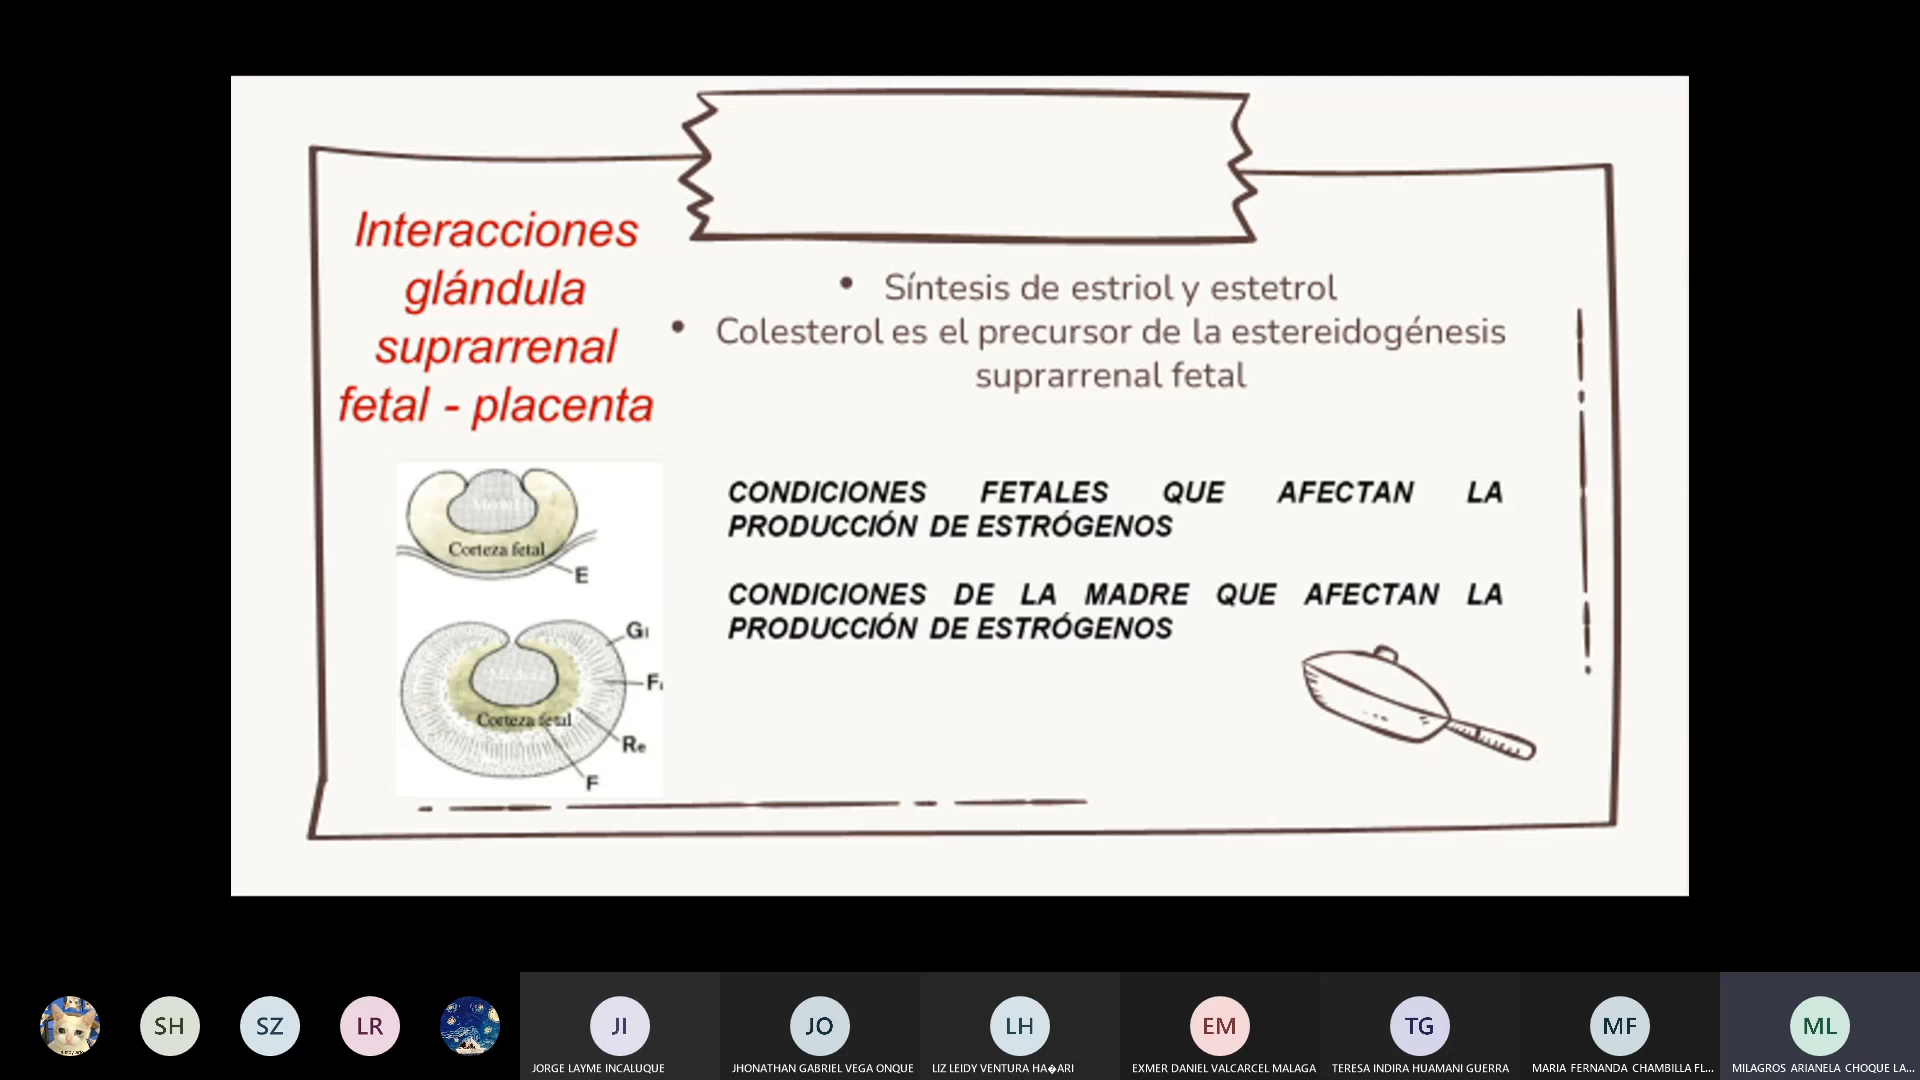 Interacciones
glándula
suprarrenal
fetal - placenta
• Síntesis de estriol y estetrol
• Colesterol es el precursor de la estereidogénesis
suprarrenal fetal
CONDICIONES FETALES QUE AFECTAN LA
PRODUCCIÓN DE ESTRÓGENOS
CONDICIONES DE LA MADRE QUE AFECTAN LA
PRODUCCIÓN DE ESTRÓGENOS
Corteza fetal
E
Corteza fetal
Re
F
SH
SZ
LR
JI
JO
LH
EM
TG
MF
ML
JORGE LAYME INCALUQUE
JHONATHAN GABRIEL VEGA ONQUE
LIZ LEIDY VENTURA HA�ARI
EXMER DANIEL VALCARCEL MALAGA
TERESA INDIRA HUAMANI GUERRA
MARIA FERNANDA CHAMBILLA FL...
MILAGROS ARIANELA CHOQUE LA...